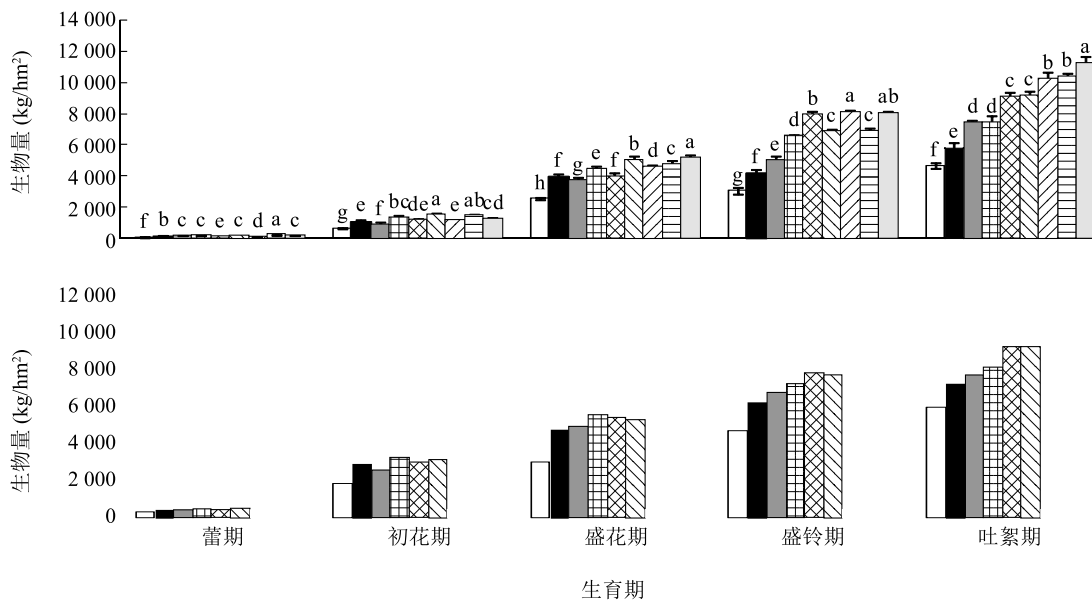 14 000
12 000
10 000
8 000
6 000
4 000
2 000
0
生物量 (kg/hm²)
f b c c e c d a c
g e f bc de a e ab cd
h f g e f b d c a
g f e d b c a c ab
f e d d c c b b a
12 000
10 000
8 000
6 000
4 000
2 000
0
生物量 (kg/hm²)
蕾期 初花期 盛花期 盛铃期 吐絮期
生育期